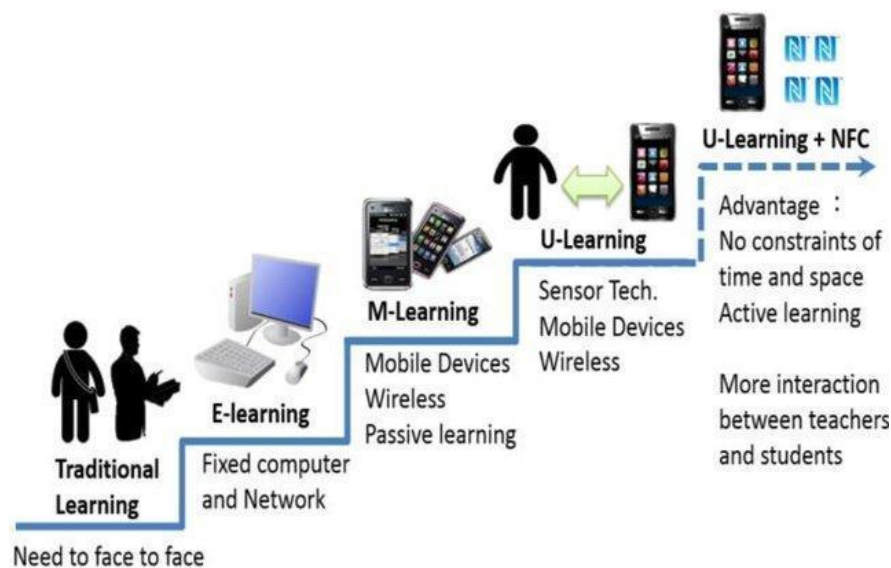 Traditional
Learning
Need to face to face
E-learning
Fixed computer
and Network
M-Learning
Mobile Devices
Wireless
Passive learning
U-Learning
Sensor Tech.
Mobile Devices
Wireless
U-Learning + NFC
Advantage：
No constraints of
time and space
Active learning
More interaction
between teachers
and students